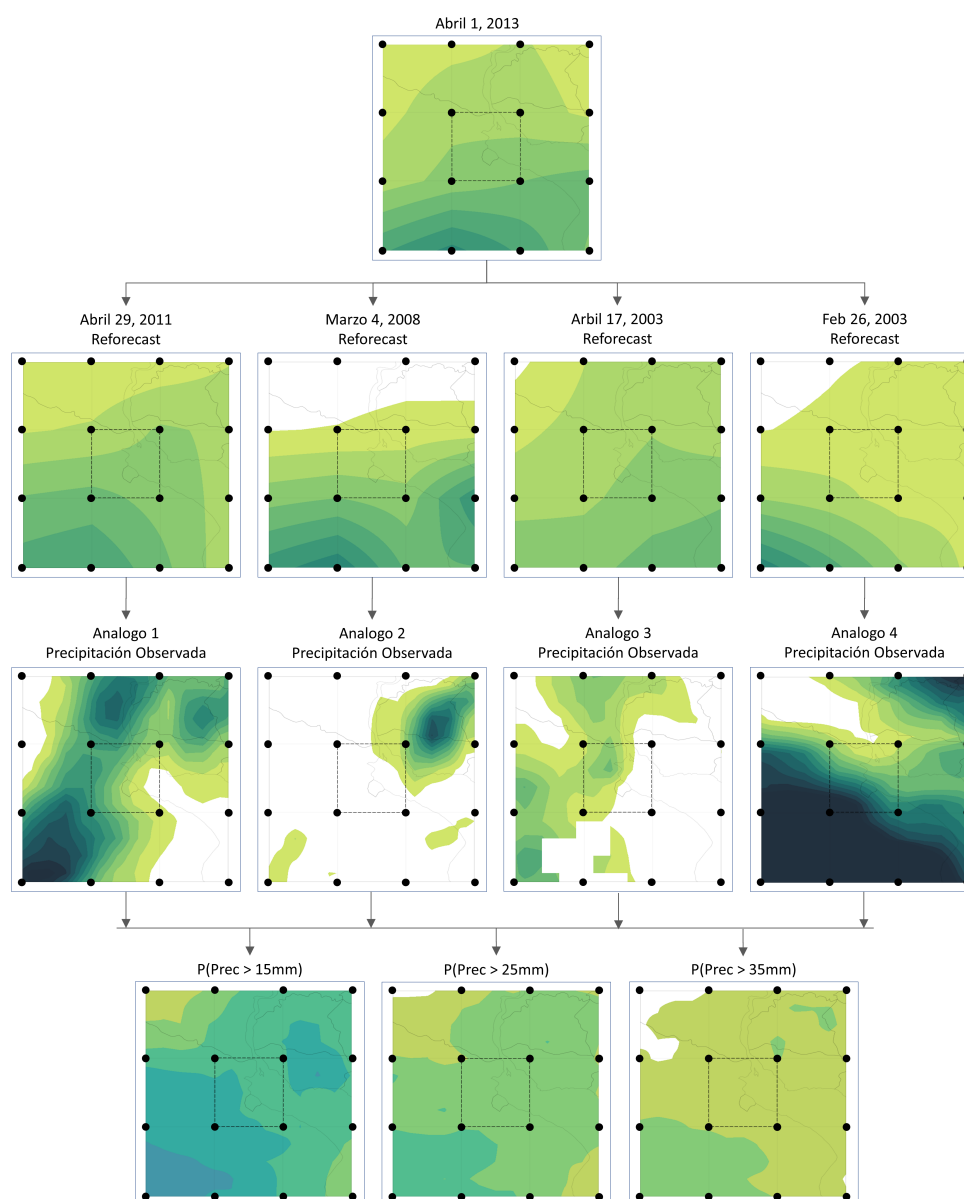 Abril 1, 2013
Abril 29, 2011
Reforecast
Marzo 4, 2008
Reforecast
Arbil 17, 2003
Reforecast
Feb 26, 2003
Reforecast
Analogo 1
Precipitación Observada
Analogo 2
Precipitación Observada
Analogo 3
Precipitación Observada
Analogo 4
Precipitación Observada
P(Prec > 15mm)
P(Prec > 25mm)
P(Prec > 35mm)